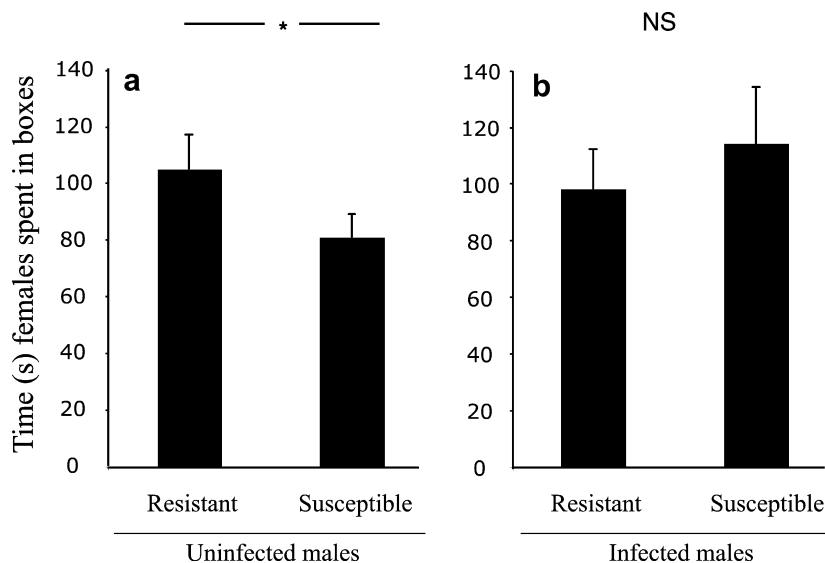 *
NS
Time (s) females spent in boxes
a
140
120
100
80
60
40
20
0
Resistant Susceptible
Uninfected males
b
140
120
100
80
60
40
20
0
Resistant Susceptible
Infected males